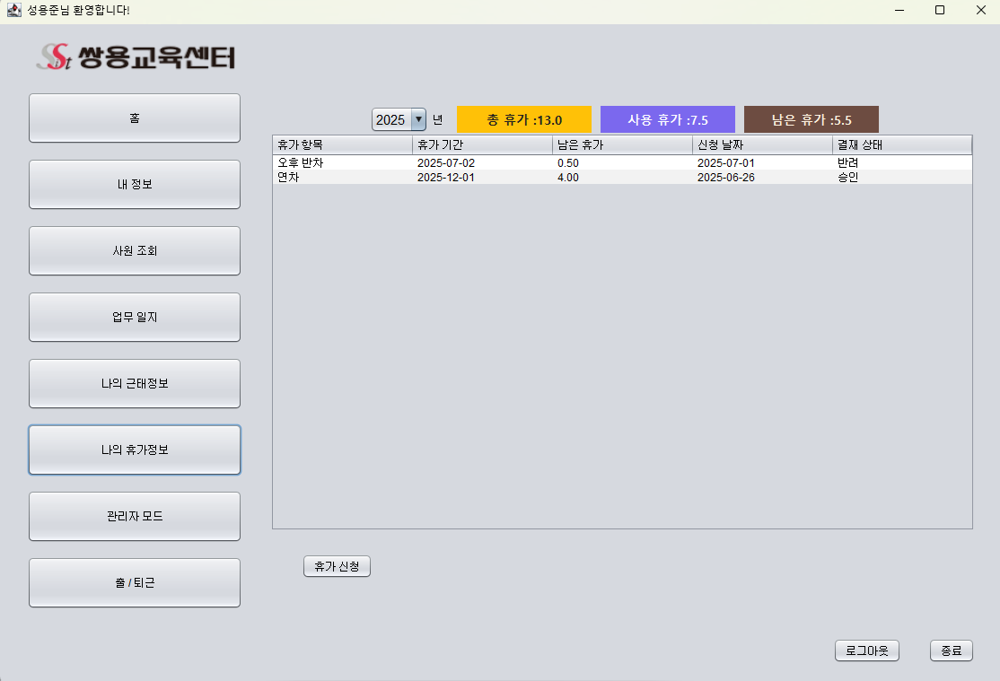 성용준님 환영합니다!
SSt 쌍용교육센터
홈
내 정보
사원 조회
업무 일지
나의 근태정보
나의 휴가정보
관리자 모드
출 / 퇴근
2025 년 총 휴가 :13.0 사용 휴가 :7.5 남은 휴가 :5.5
휴가 항목 휴가 기간 남은 휴가 신청 날짜 결재 상태
오후 반차 2025-07-02 0.50 2025-07-01 반려
연차 2025-12-01 4.00 2025-06-26 승인
휴가 신청
로그아웃 종료